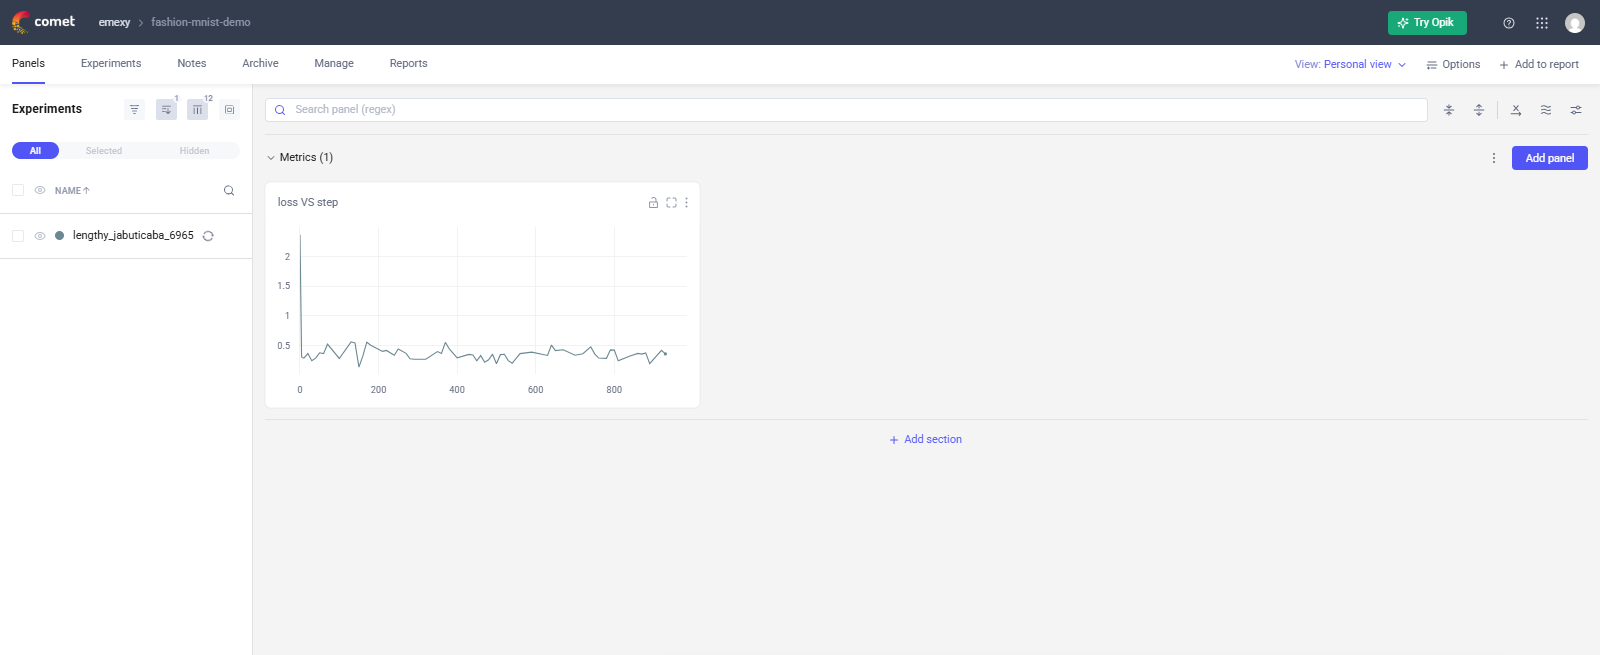 comet emexy > fashion-mnist-demo Try Opik
Panels Experiments Notes Archive Manage Reports View: Personal view Options + Add to report
Experiments 1 12
Search panel (regex)
All Selected Hidden
Metrics (1) Add panel
NAME
loss VS step
lengthy_jabuticaba_6965
2
1.5
1
0.5
0 200 400 600 800
+ Add section